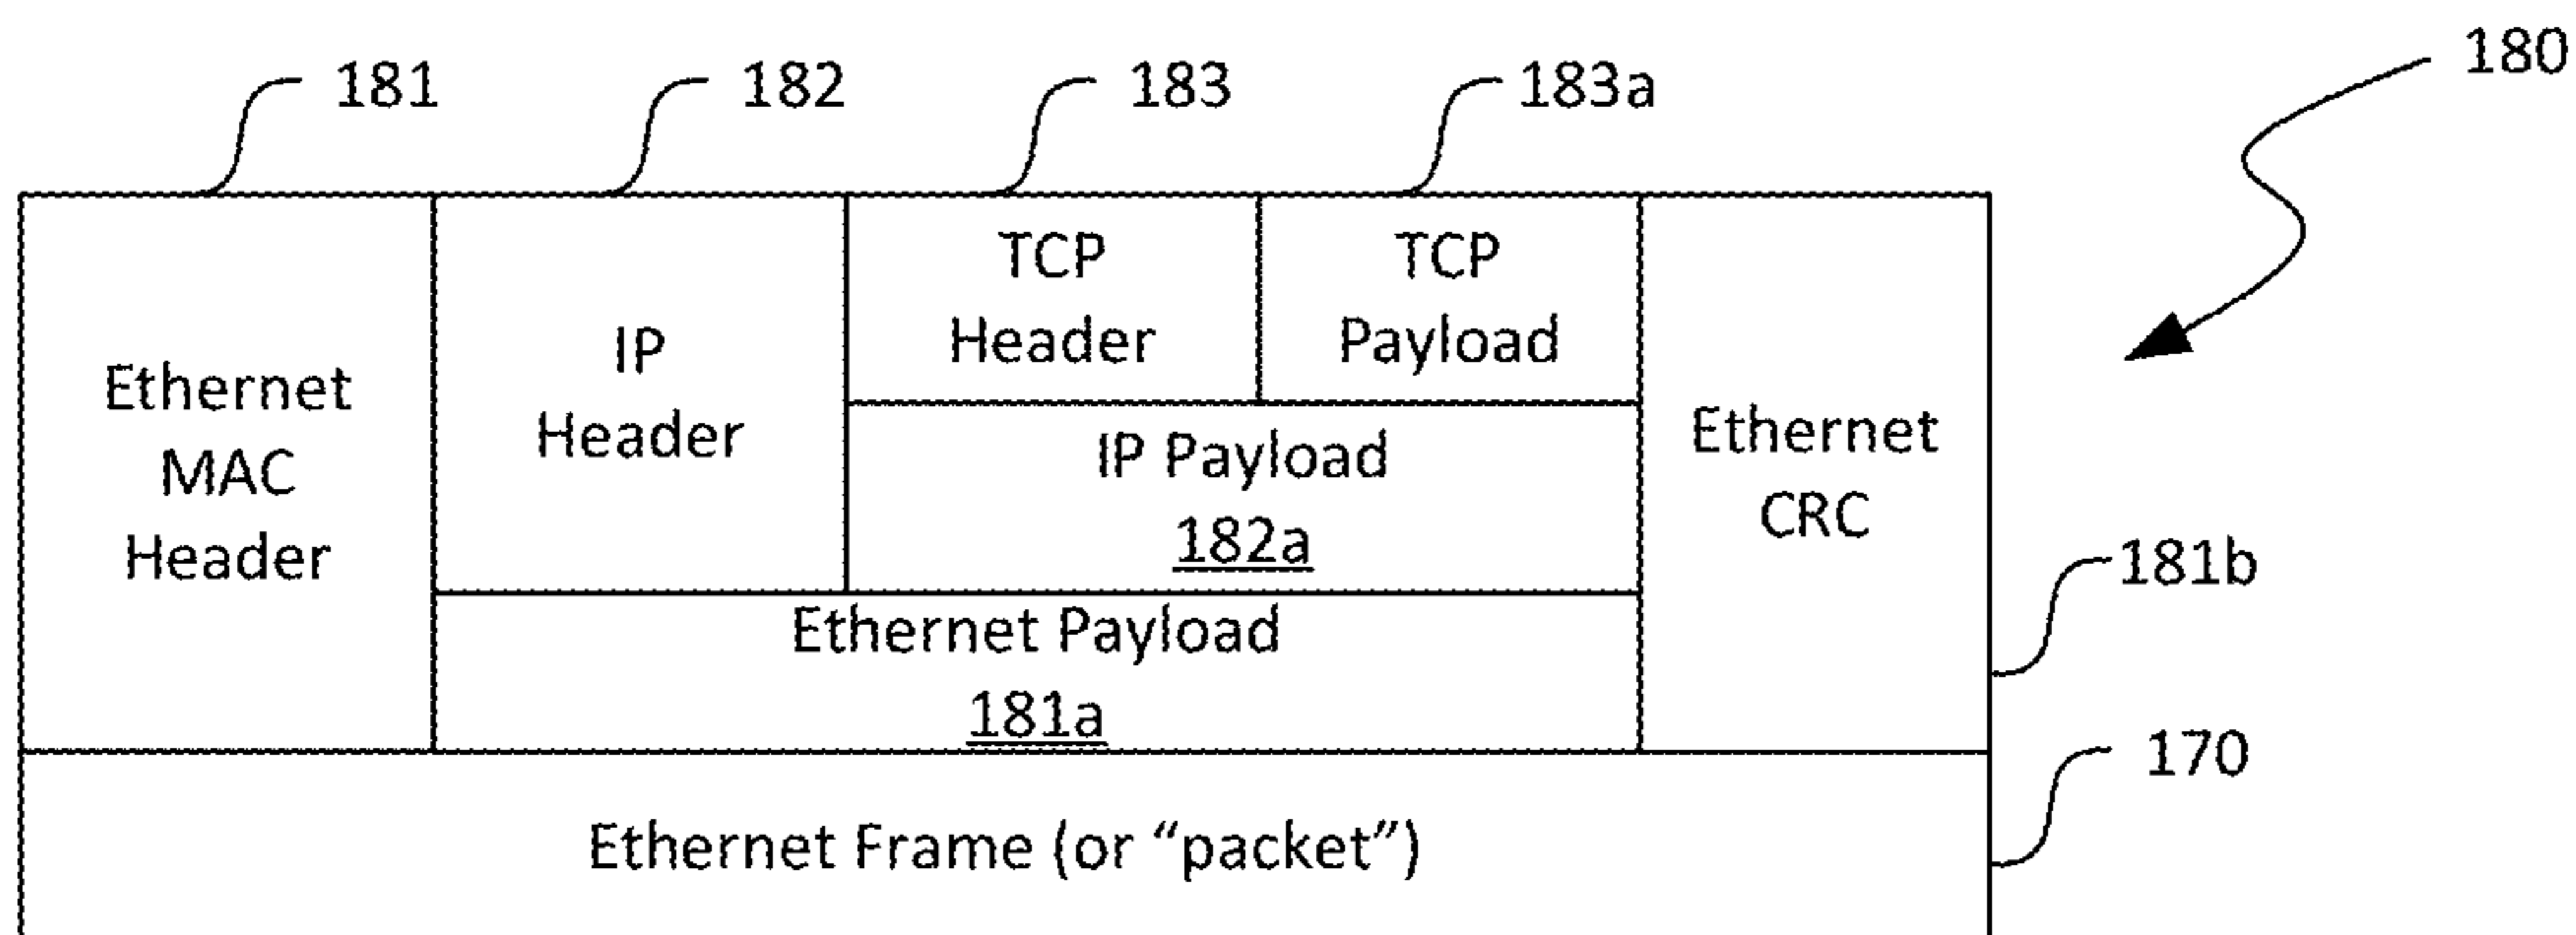 180
181
182
183
183a
Ethernet
MAC
Header
IP
Header
TCP
Header
TCP
Payload
IP Payload
182a
Ethernet
CRC
Ethernet Payload
181a
181b
170
Ethernet Frame (or “packet”)